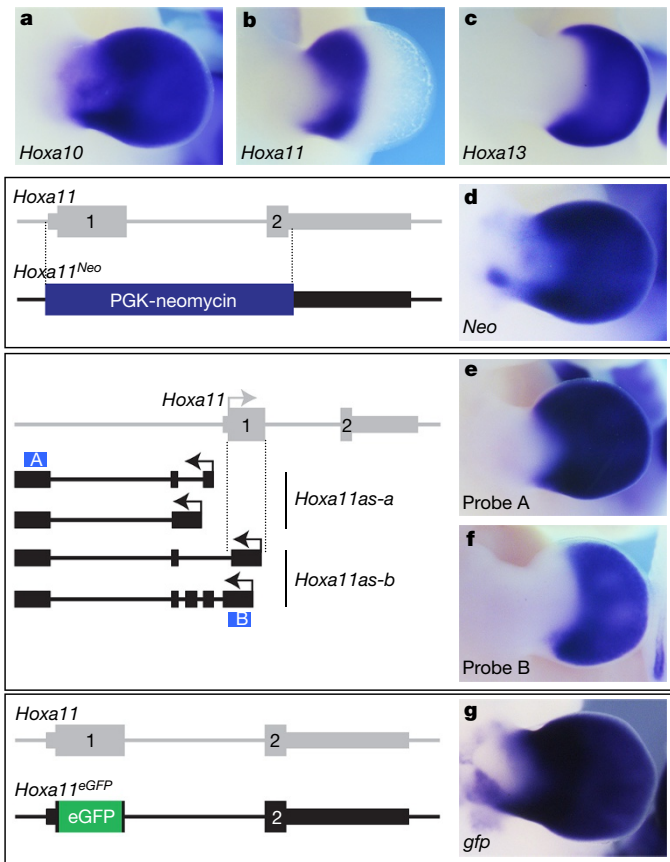 a
Hoxa10
b
Hoxa11
c
Hoxa13
Hoxa11
1
2
Hoxa11Neo
PGK-neomycin
d
Neo
Hoxa11
1
2
A
Hoxa11as-a
Hoxa11as-b
B
e
Probe A
f
Probe B
Hoxa11
1
2
Hoxa11eGFP
eGFP
2
g
gfp